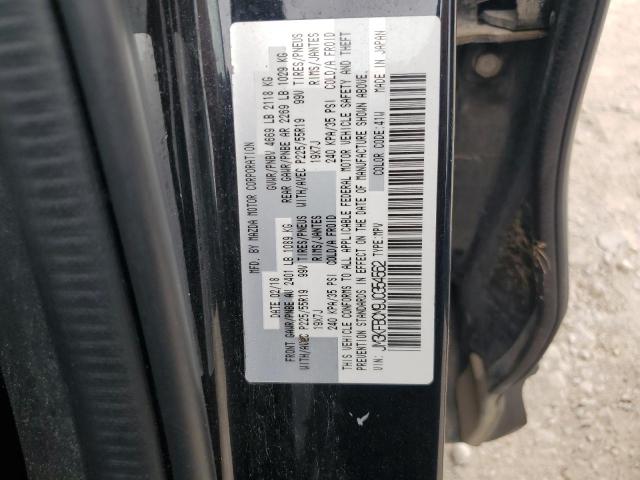 MFD. BY MAZDA MOTOR CORPORATION
GVWR/PNBV 4669 LB 2118 KG
DATE 02/18
FRONT GAWR/PNBE AV 2401 LB 1089 KG REAR GAWR/PNBE AR 2269 LB 1029 KG
WITH/AVEC P225/55R19 99V TIRES/PNEUS WITH/AVEC P225/55R19 99V TIRES/PNEUS
19X7J RIMS/JANTES 19X7J RIMS/JANTES
240 KPA/35 PSI COLD/A FROID 240 KPA/35 PSI COLD/A FROID
THIS VEHICLE CONFORMS TO ALL APPLICABLE FEDERAL MOTOR VEHICLE SAFETY AND THEFT
PREVENTION STANDARDS IN EFFECT ON THE DATE OF MANUFACTURE SHOWN ABOVE.
VIN: JM3KFBCM9J0354562 TYPE:MPV COLOR CODE:41W MADE IN JAPAN